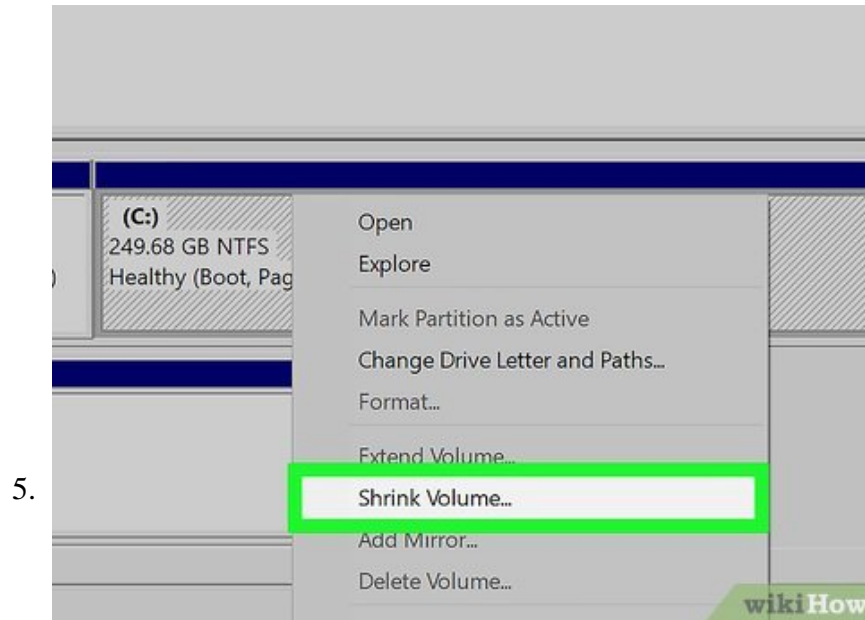 (C:)
249.68 GB NTFS
Healthy (Boot, Pag
)
Open
Explore
Mark Partition as Active
Change Drive Letter and Paths...
Format...
Extend Volume...
5.
Shrink Volume...
Add Mirror...
Delete Volume...
wikiHow